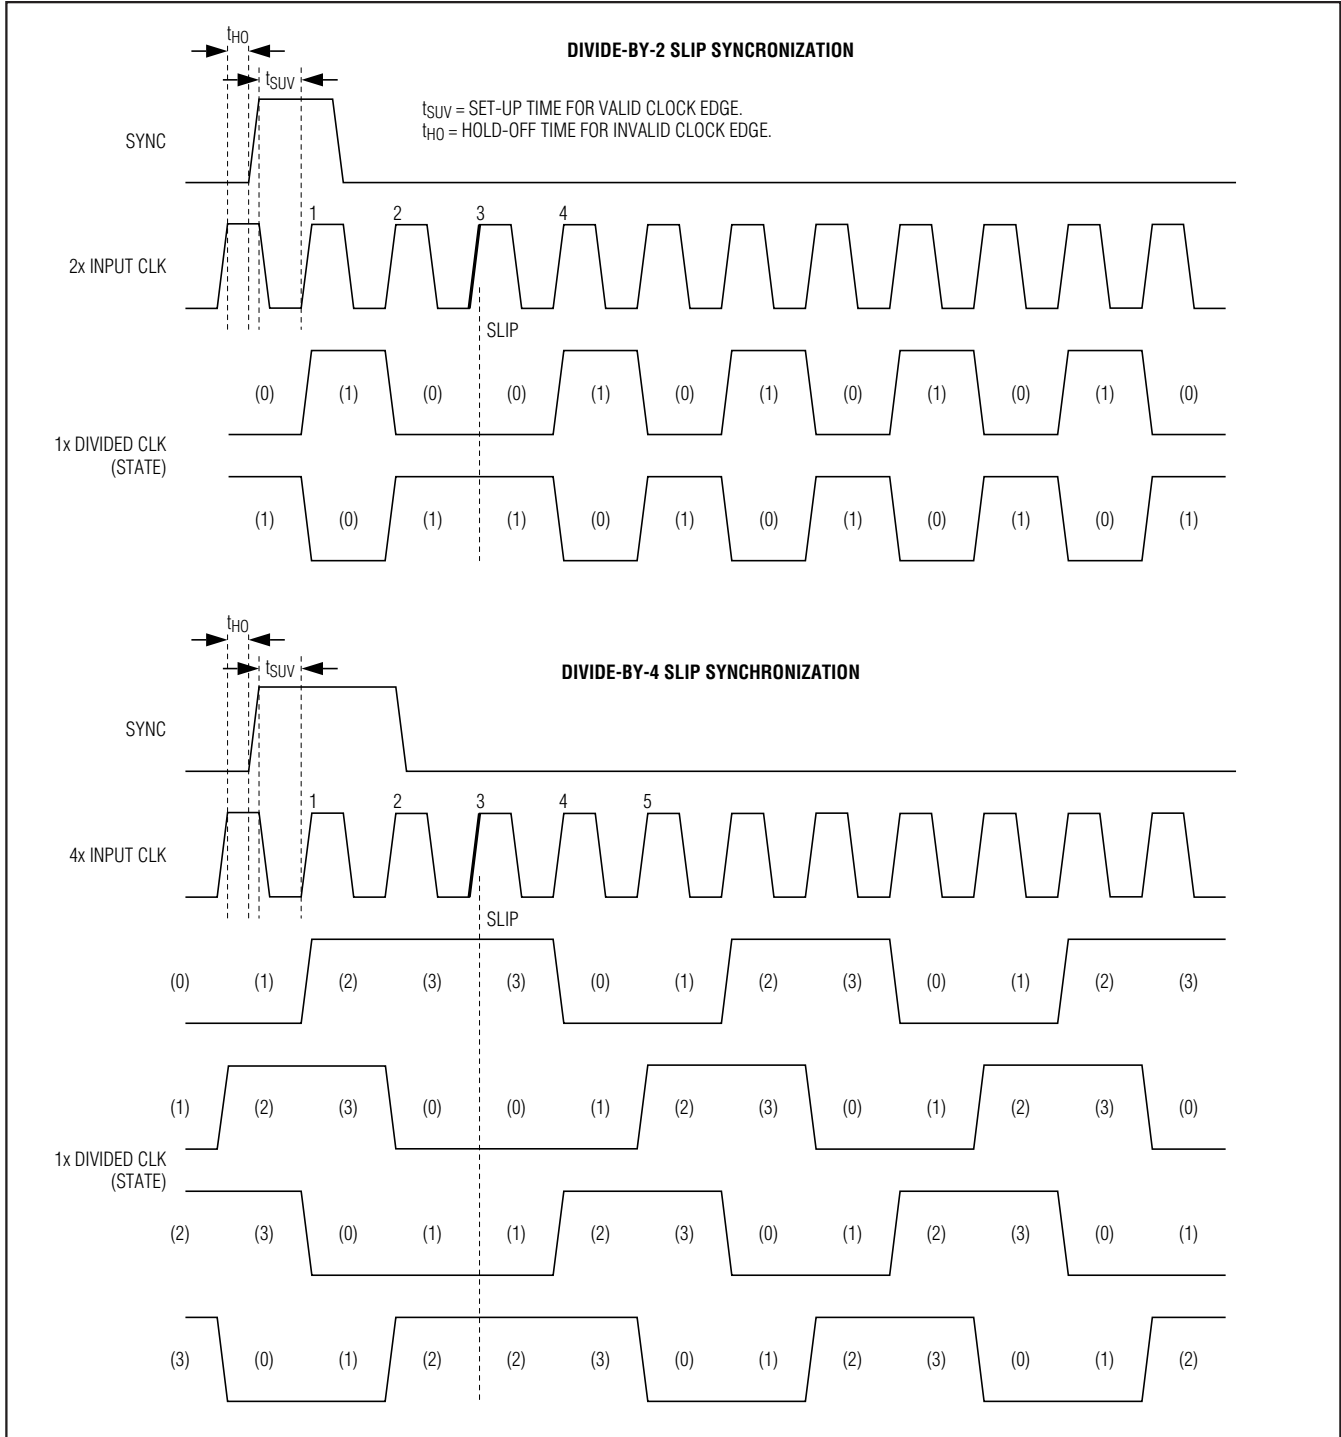 tHO
DIVIDE-BY-2 SLIP SYNCRONIZATION
tSUV
tSUV = SET-UP TIME FOR VALID CLOCK EDGE.
tHO = HOLD-OFF TIME FOR INVALID CLOCK EDGE.
SYNC
1 2 3 4
2x INPUT CLK
SLIP
(0) (1) (0) (0) (1) (0) (1) (0) (1) (0) (1) (0)
1x DIVIDED CLK
(STATE)
(1) (0) (1) (1) (0) (1) (0) (1) (0) (1) (0) (1)
tHO
tSUV
DIVIDE-BY-4 SLIP SYNCHRONIZATION
SYNC
1 2 3 4 5
4x INPUT CLK
SLIP
(0) (1) (2) (3) (3) (0) (1) (2) (3) (0) (1) (2) (3)
(1) (2) (3) (0) (0) (1) (2) (3) (0) (1) (2) (3) (0)
1x DIVIDED CLK
(STATE)
(2) (3) (0) (1) (1) (2) (3) (0) (1) (2) (3) (0) (1)
(3) (0) (1) (2) (2) (3) (0) (1) (2) (3) (0) (1) (2)